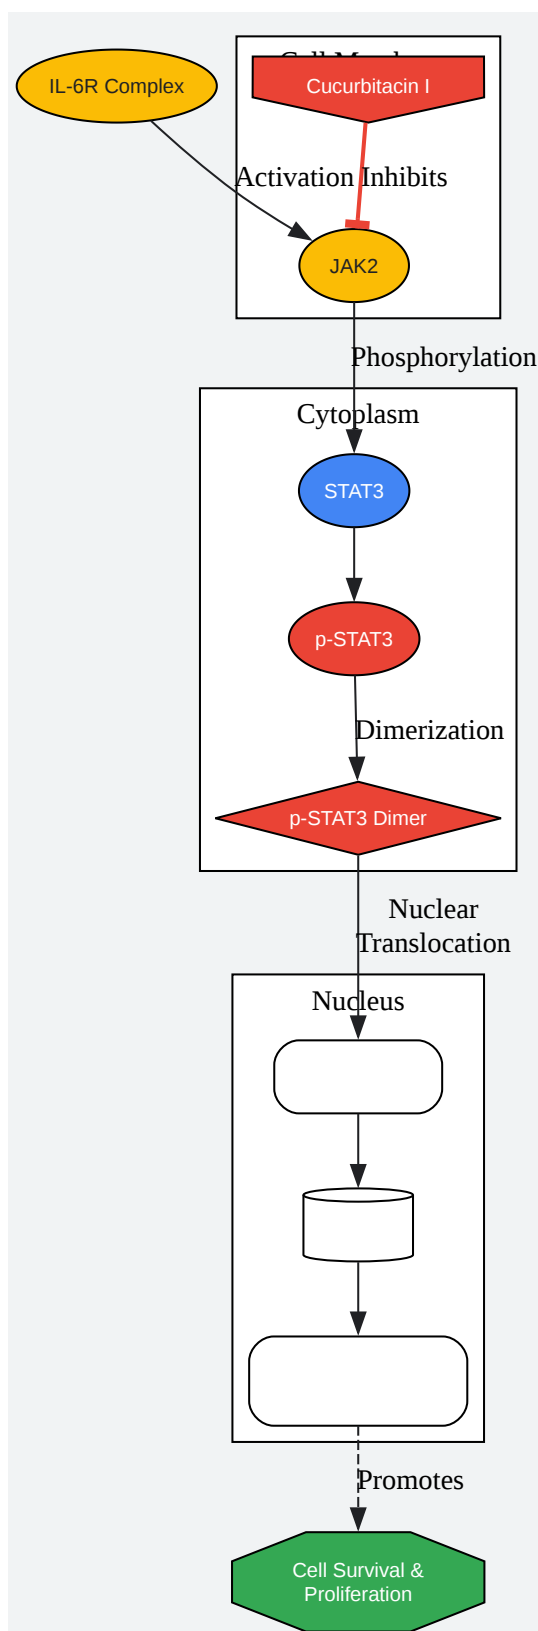 IL-6R Complex
Cucurbitacin I
Activation
Inhibits
JAK2
Phosphorylation
Cytoplasm
STAT3
p-STAT3
Dimerization
p-STAT3 Dimer
Nuclear
Translocation
Nucleus
Promotes
Cell Survival &
Proliferation